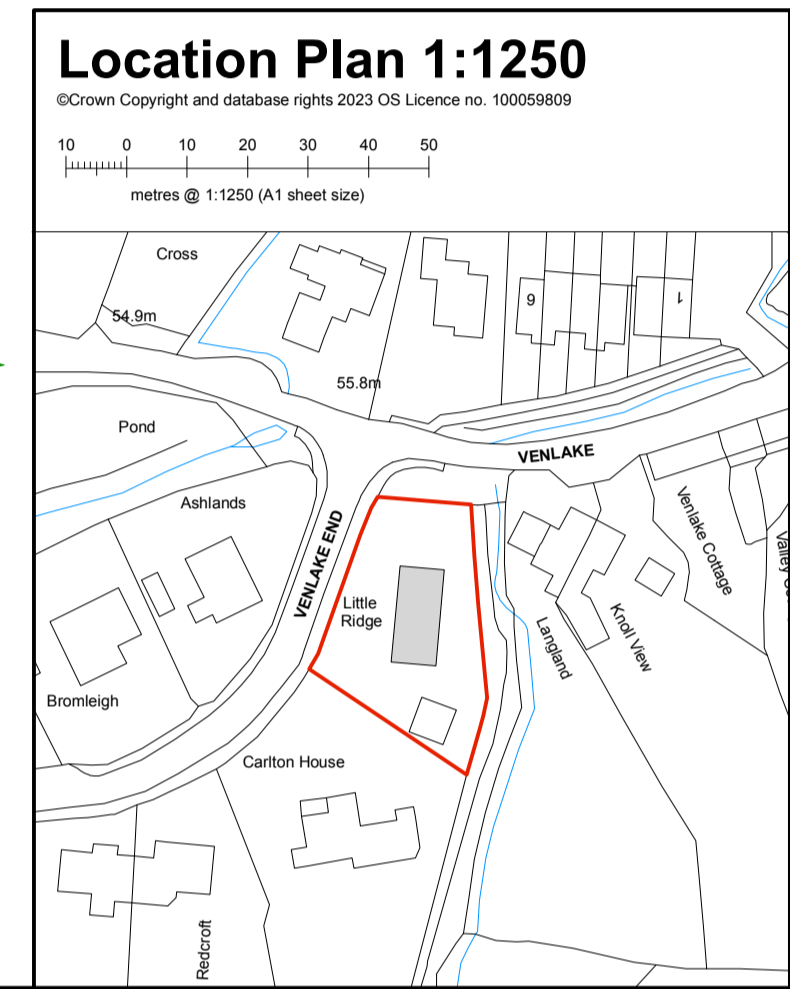 Location Plan 1:1250
©Crown Copyright and database rights 2023 OS Licence no. 100059809
10 0 10 20 30 40 50
metres @ 1:1250 (A1 sheet size)
Cross
54.9m
6
1
55.8m
Pond
VENLAKE
Ashlands
VENLAKE END
Venlake Cottage
Little
Ridge
Langland
Knoll View
Bromleigh
Carlton House
Redcroft